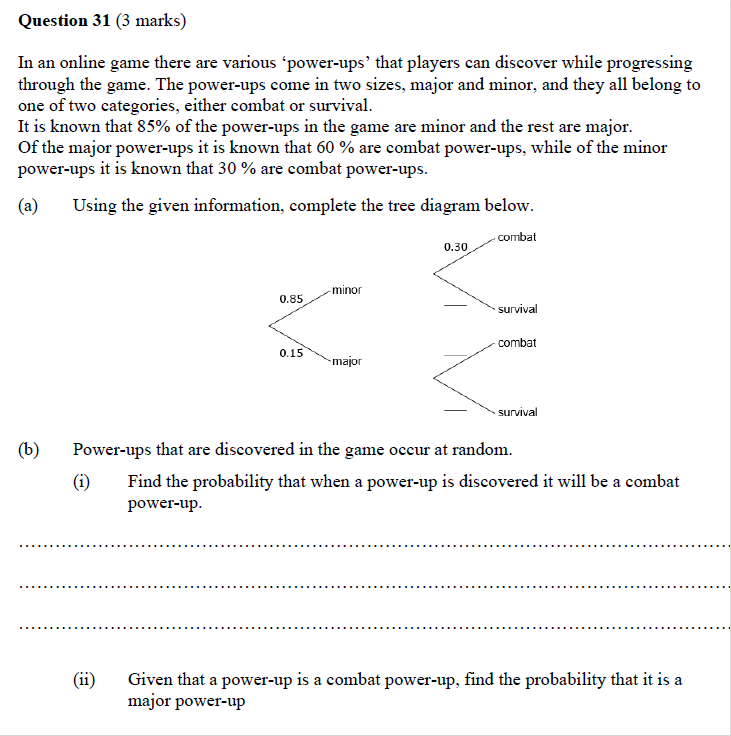 Question 31 (3 marks)
In an online game there are various ‘power-ups’ that players can discover while progressing
through the game. The power-ups come in two sizes, major and minor, and they all belong to
one of two categories, either combat or survival.
It is known that 85% of the power-ups in the game are minor and the rest are major.
Of the major power-ups it is known that 60 % are combat power-ups, while of the minor
power-ups it is known that 30 % are combat power-ups.
(a) Using the given information, complete the tree diagram below.
combat
0.30
minor
0.85
survival
combat
0.15
major
survival
(b) Power-ups that are discovered in the game occur at random.
(i) Find the probability that when a power-up is discovered it will be a combat
power-up.
(ii) Given that a power-up is a combat power-up, find the probability that it is a
major power-up